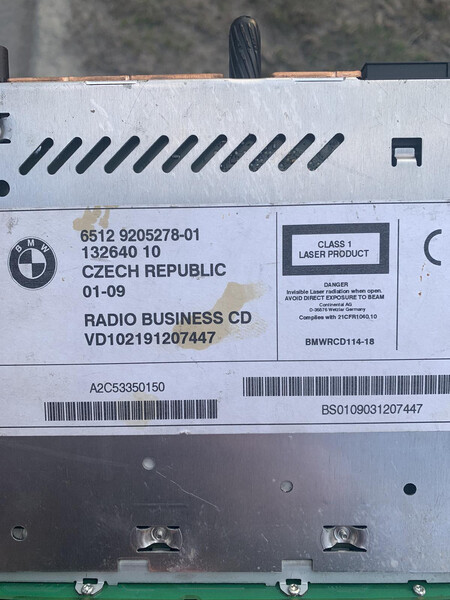 BMW
6512 9205278-01
132640 10
CZECH REPUBLIC
01-09
RADIO BUSINESS CD
VD102191207447
CLASS 1
LASER PRODUCT
DANGER
Invisible Laser radiation when open.
AVOID DIRECT EXPOSURE TO BEAM
Continental AG
D-35576 Wetzlar Germany
Complies with 21CFR1040.10
BMWRCD114-18
A2C53350150
BS0109031207447